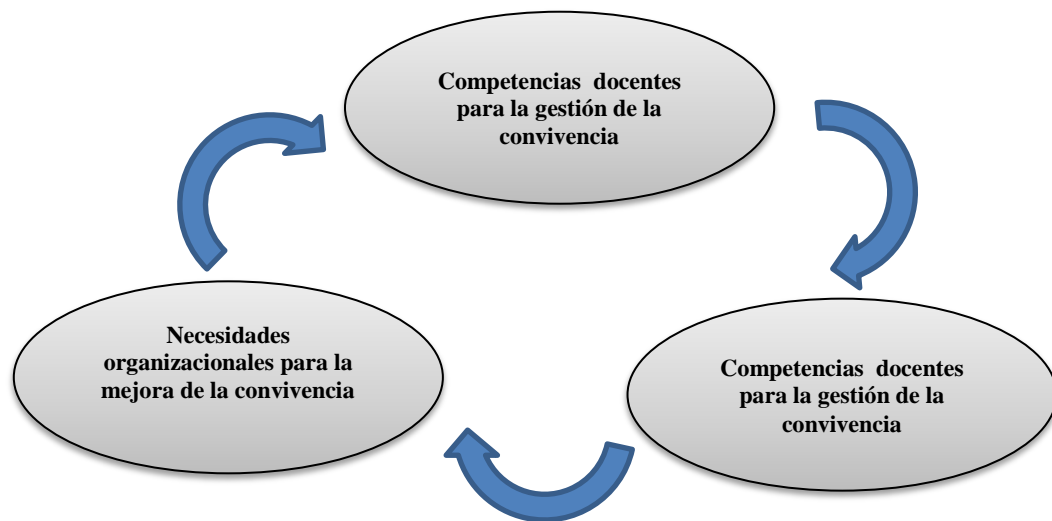 Competencias  docentes
para la gestión de la
convivencia
Necesidades
organizacionales para la
mejora de la convivencia
Competencias  docentes
para la gestión de la
convivencia